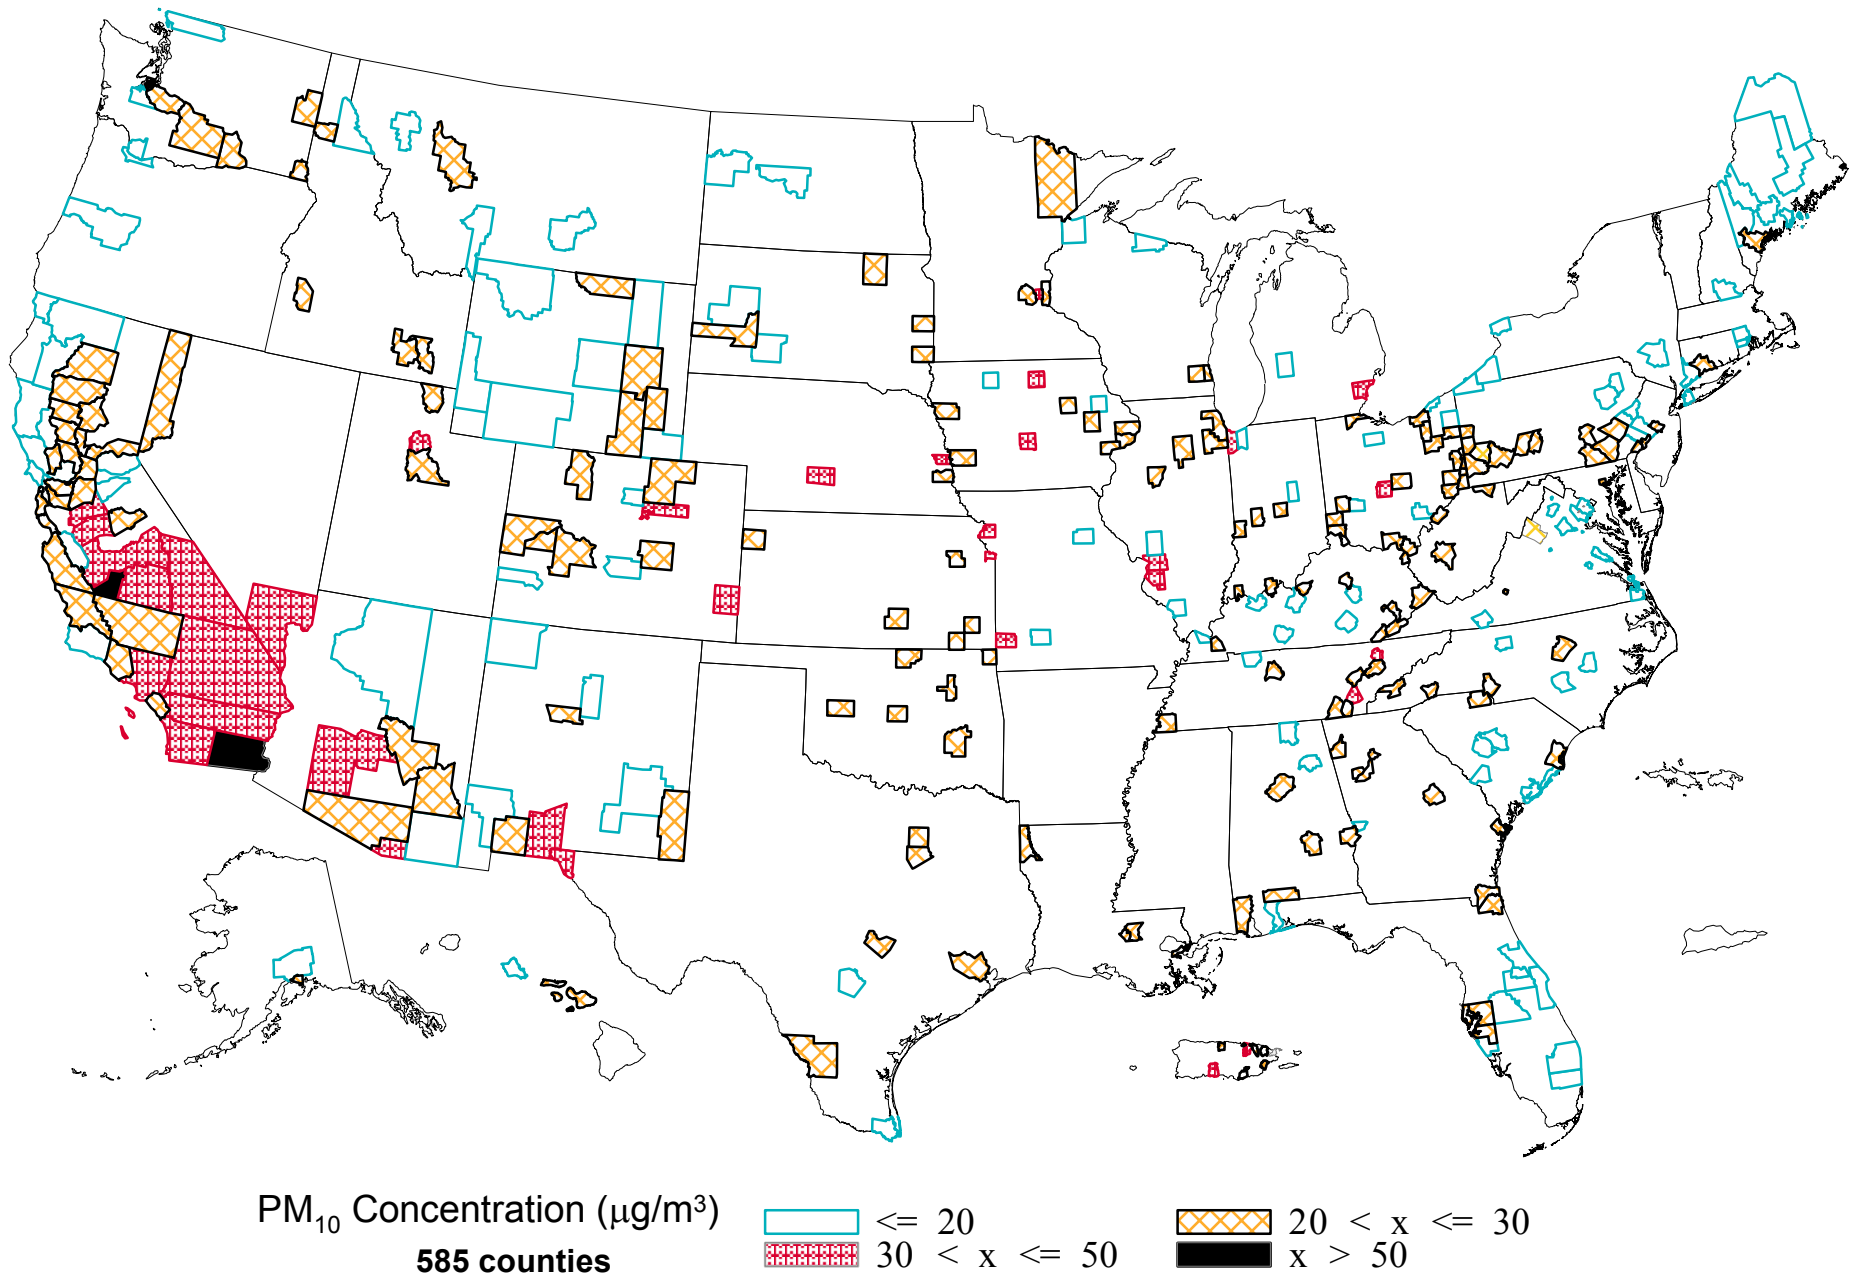 PM10 Concentration (μg/m³)
585 counties
<= 20
30 < x <= 50
20 < x <= 30
x > 50